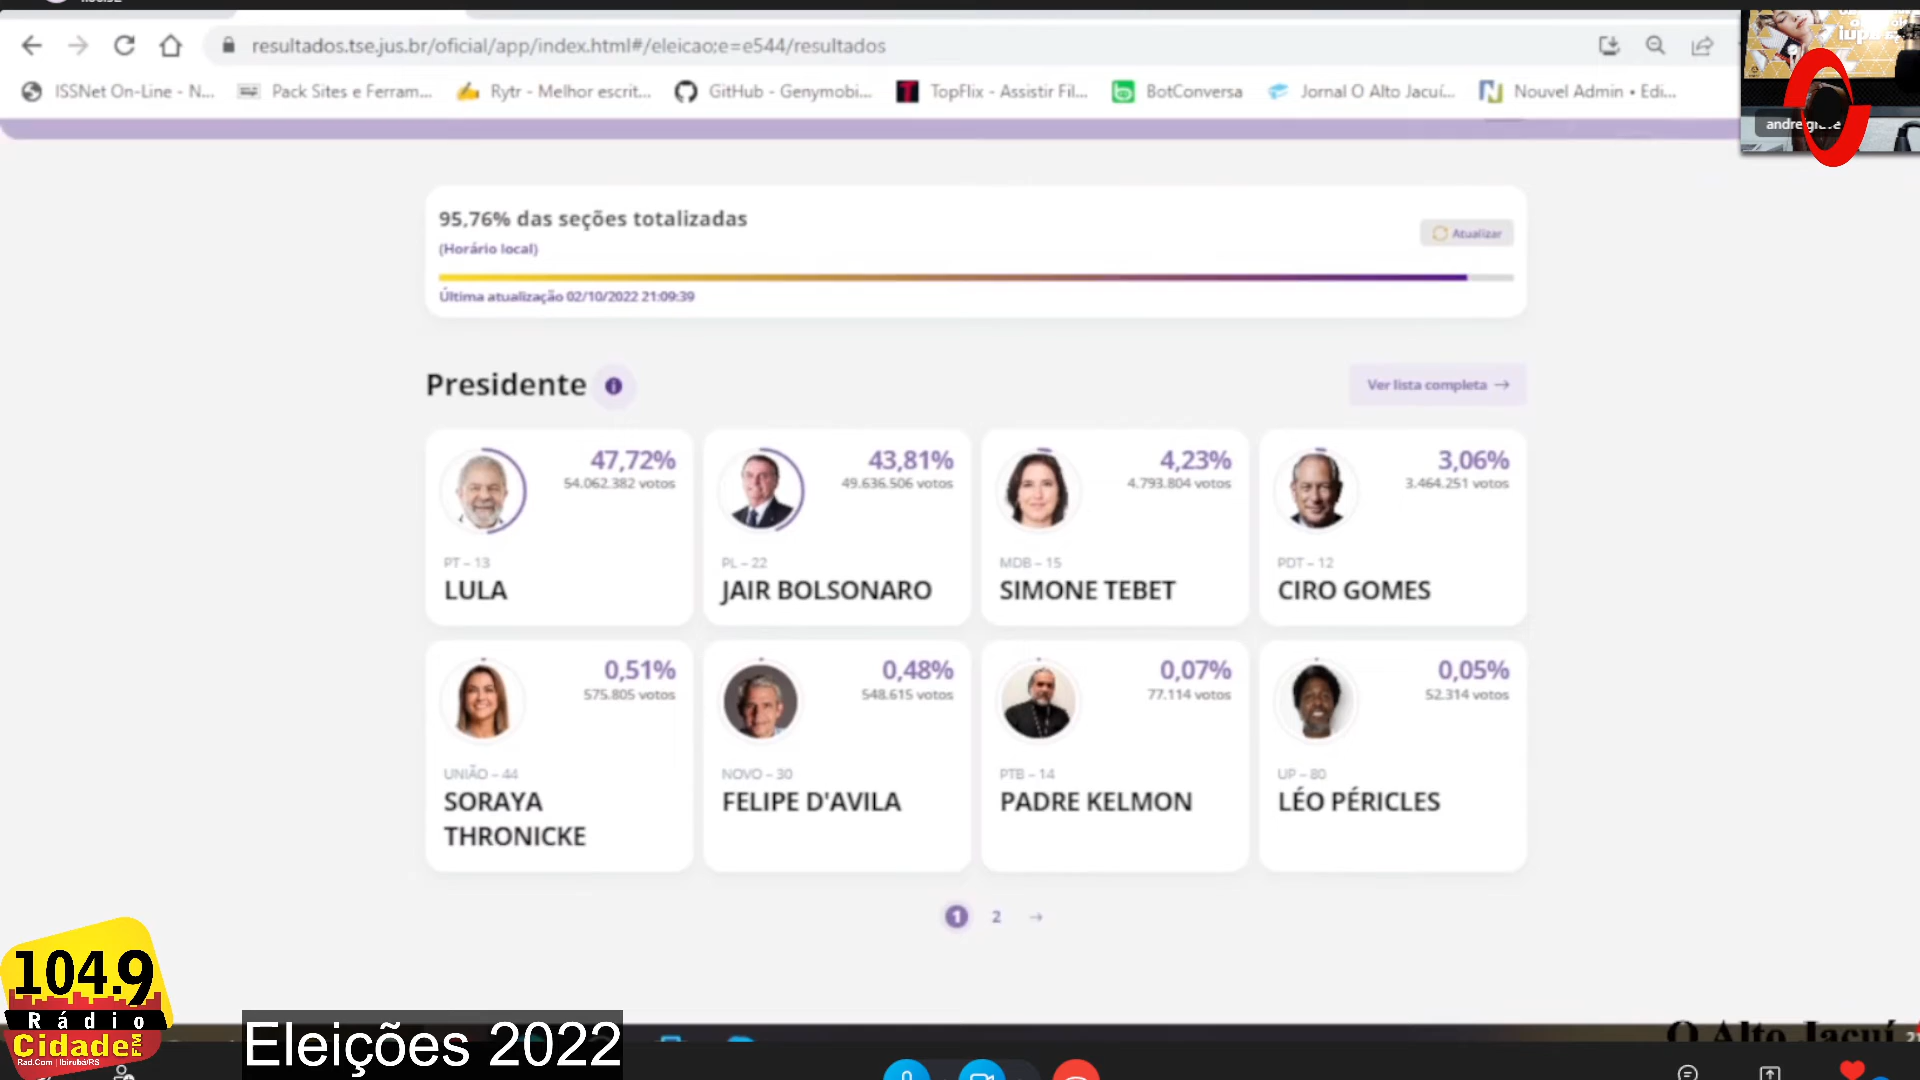 resultados.tse.jus.br/oficial/app/index.html#/eleicao;e=e544/resultados
ISSNet On-Line - N... Pack Sites e Ferram... Rytr - Melhor escrit... GitHub - Genymobi... TopFlix - Assistir Fil... BotConversa Jornal O Alto Jacuí... Nouvel Admin • Edi...
95,76% das seções totalizadas
(Horário local)
Atualizar
Última atualização 02/10/2022 21:09:39
Presidente
Ver lista completa →
47,72%
54.062.382 votos
PT – 13
LULA
43,81%
49.636.506 votos
PL – 22
JAIR BOLSONARO
4,23%
4.793.804 votos
MDB – 15
SIMONE TEBET
3,06%
3.464.251 votos
PDT – 12
CIRO GOMES
0,51%
575.805 votos
UNIÃO – 44
SORAYA
THRONICKE
0,48%
548.615 votos
NOVO – 30
FELIPE D'AVILA
0,07%
77.114 votos
PTB – 14
PADRE KELMON
0,05%
52.314 votos
UP – 80
LÉO PÉRICLES
1 2 →
104.9
Rádio
Cidade FM
Rad.Com | Ibirubá/RS
Eleições 2022
O Alto Jacuí